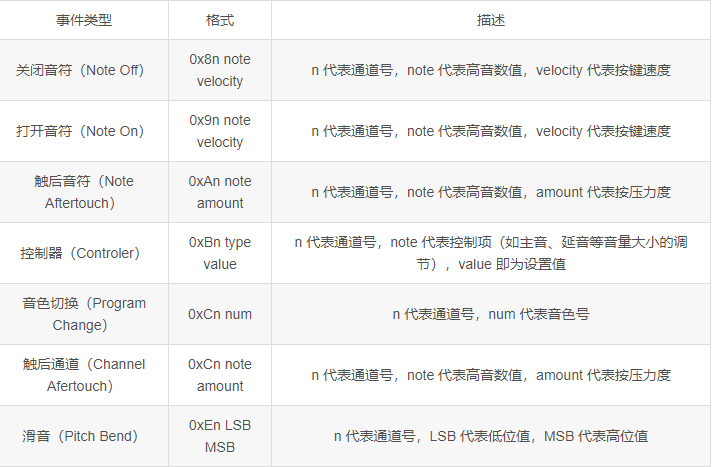 事件类型
格式
描述
关闭音符（Note Off）
0x8n note
velocity
n 代表通道号，note 代表高音数值，velocity 代表按键速度
打开音符（Note On）
0x9n note
velocity
n 代表通道号，note 代表高音数值，velocity 代表按键速度
触后音符（Note
Aftertouch）
0xAn note
amount
n 代表通道号，note 代表高音数值，amount 代表按压力度
控制器（Controler）
0xBn type
value
n 代表通道号，note 代表控制项（如主音、延音等音量大小的调
节），value 即为设置值
音色切换（Program
Change）
0xCn num
n 代表通道号，num 代表音色号
触后通道（Channel
Afertouch）
0xCn note
amount
n 代表通道号，note 代表高音数值，amount 代表按压力度
滑音（Pitch Bend）
0xEn LSB
MSB
n 代表通道号，LSB 代表低位值，MSB 代表高位值